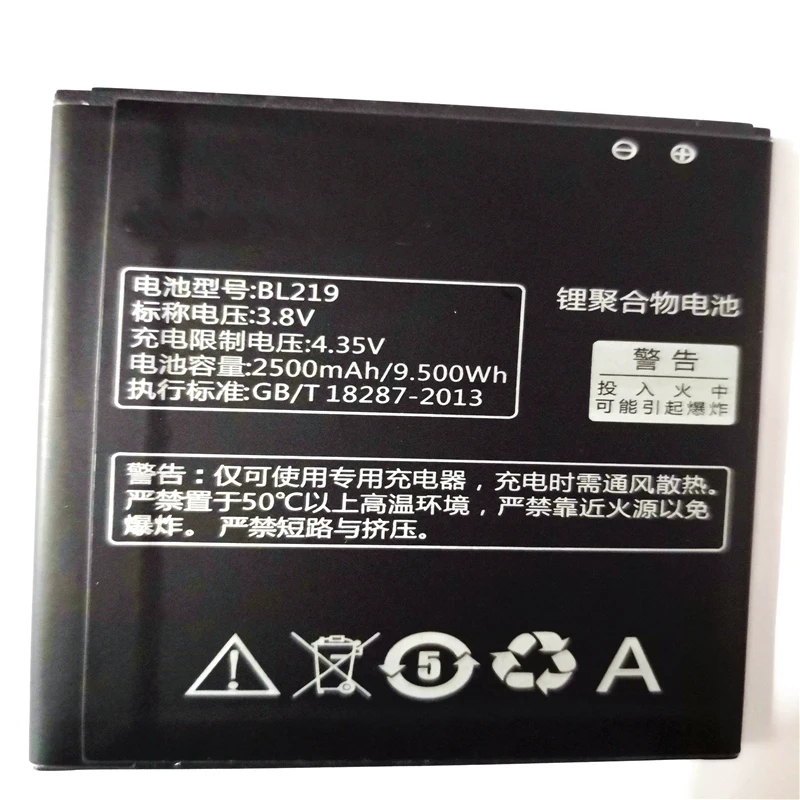 ⊖ ⊕
电池型号:BL219
标称电压:3.8V
充电限制电压:4.35V
电池容量:2500mAh/9.500Wh
执行标准:GB/T 18287-2013
锂聚合物电池
警告
投入火中
可能引起爆炸
警告：仅可使用专用充电器，充电时需通风散热。
严禁置于50℃以上高温环境，严禁靠近火源以免
爆炸。 严禁短路与挤压。
5
A